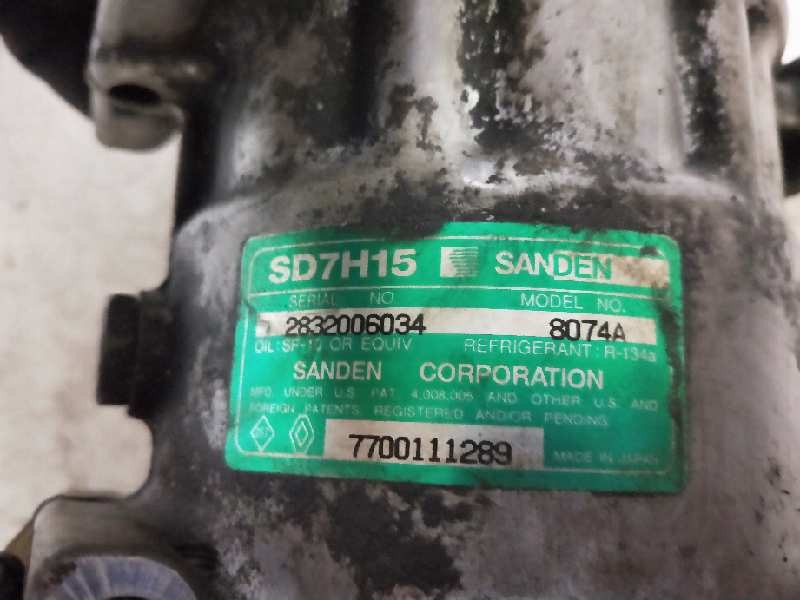 SD7H15 SANDEN
SERIAL NO. MODEL NO.
2832006034 8074A
OIL: SP-10 OR EQUIV REFRIGERANT: R-134a
SANDEN CORPORATION
MFD. UNDER U.S. PAT. 4,008,005 AND OTHER U.S. AND
FOREIGN PATENTS, REGISTERED AND/OR PENDING.
7700111289 MADE IN JAPAN